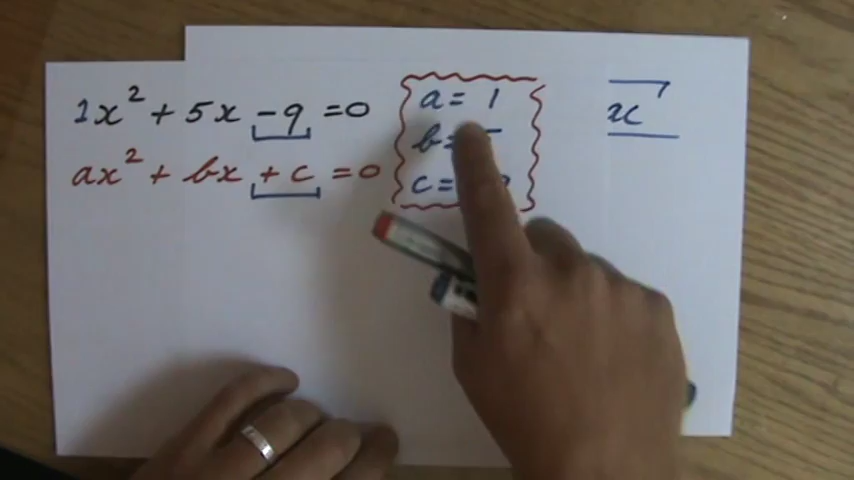 1x² + 5x - 9 = 0
ax² + bx + c = 0
a = 1
b =
c =
x